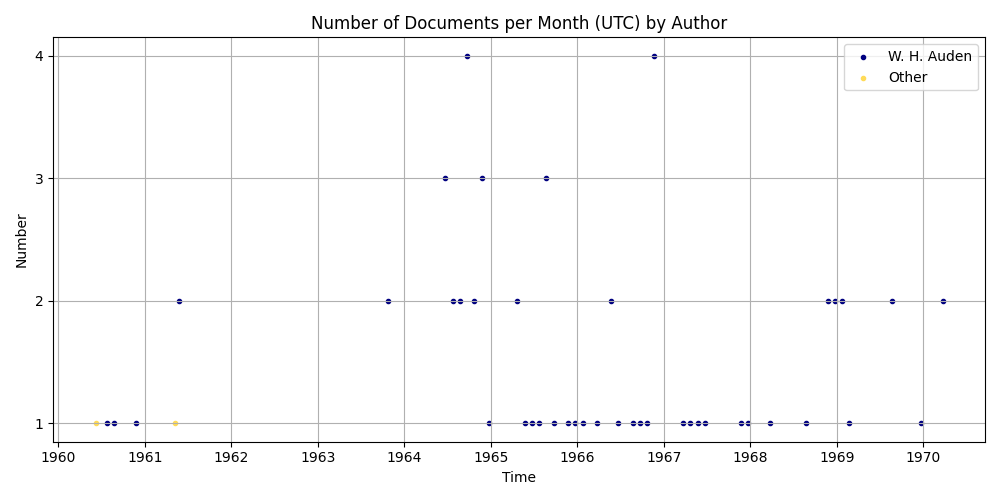 Number of Documents per Month (UTC) by Author
W. H. Auden
Other
Number
4
3
2
1
1960 1961 1962 1963 1964 1965 1966 1967 1968 1969 1970
Time